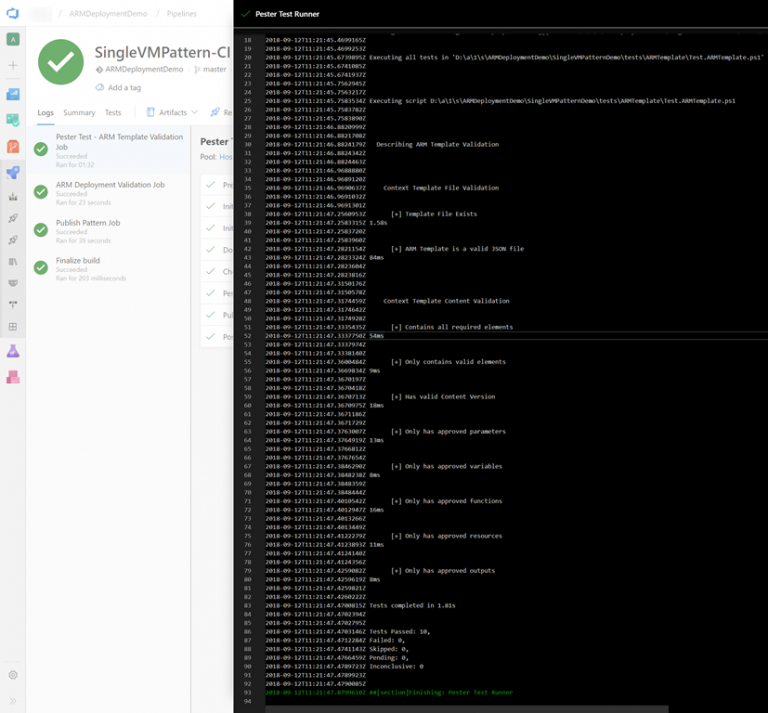 ARMDeploymentDemo / Pipelines
SingleVMPattern-CI
ARMDeploymentDemo master
Add a tag
Logs Summary Tests Artifacts Re
Pester Test - ARM Template Validation
Job
Succeeded
Ran for 01:32
ARM Deployment Validation Job
Succeeded
Ran for 23 seconds
Publish Pattern Job
Succeeded
Ran for 39 seconds
Finalize build
Succeeded
Ran for 203 milliseconds
Pester
Pool: Hos
Pre
Initi
Initi
Do
Che
Pes
Pub
Pos
Pester Test Runner
18 2018-09-12T11:21:45.4699165Z
19 2018-09-12T11:21:45.4699253Z
20 2018-09-12T11:21:45.6739895Z Executing all tests in 'D:\a\1\s\ARMDeploymentDemo\SingleVMPatternDemo\tests\ARMTemplate\Test.ARMTemplate.ps1'
21 2018-09-12T11:21:45.6741085Z
22 2018-09-12T11:21:45.6741937Z
23 2018-09-12T11:21:45.7562945Z
24 2018-09-12T11:21:45.7563217Z
25 2018-09-12T11:21:45.7583534Z Executing script D:\a\1\s\ARMDeploymentDemo\SingleVMPatternDemo\tests\ARMTemplate\Test.ARMTemplate.ps1
26 2018-09-12T11:21:45.7583782Z
27 2018-09-12T11:21:45.7583890Z
28 2018-09-12T11:21:46.8820999Z
29 2018-09-12T11:21:46.8821708Z
30 2018-09-12T11:21:46.8824179Z Describing ARM Template Validation
31 2018-09-12T11:21:46.8824342Z
32 2018-09-12T11:21:46.8824463Z
33 2018-09-12T11:21:46.9688880Z
34 2018-09-12T11:21:46.9689120Z
35 2018-09-12T11:21:46.9690637Z Context Template File Validation
36 2018-09-12T11:21:46.9691032Z
37 2018-09-12T11:21:46.9691301Z
38 2018-09-12T11:21:47.2560953Z [+] Template File Exists
39 2018-09-12T11:21:47.2583315Z 1.58s
40 2018-09-12T11:21:47.2583720Z
41 2018-09-12T11:21:47.2583960Z
42 2018-09-12T11:21:47.2821154Z [+] ARM Template is a valid JSON file
43 2018-09-12T11:21:47.2823324Z 84ms
44 2018-09-12T11:21:47.2823604Z
45 2018-09-12T11:21:47.2823816Z
46 2018-09-12T11:21:47.3150176Z
47 2018-09-12T11:21:47.3150578Z
48 2018-09-12T11:21:47.3174459Z Context Template Content Validation
49 2018-09-12T11:21:47.3174642Z
50 2018-09-12T11:21:47.3174928Z
51 2018-09-12T11:21:47.3335435Z [+] Contains all required elements
52 2018-09-12T11:21:47.3337750Z 54ms
53 2018-09-12T11:21:47.3337974Z
54 2018-09-12T11:21:47.3338140Z
55 2018-09-12T11:21:47.3600484Z [+] Only contains valid elements
56 2018-09-12T11:21:47.3669834Z 9ms
57 2018-09-12T11:21:47.3670197Z
58 2018-09-12T11:21:47.3670418Z
59 2018-09-12T11:21:47.3670713Z [+] Has valid Content Version
60 2018-09-12T11:21:47.3670975Z 18ms
61 2018-09-12T11:21:47.3671186Z
62 2018-09-12T11:21:47.3671729Z
63 2018-09-12T11:21:47.3763007Z [+] Only has approved parameters
64 2018-09-12T11:21:47.3764919Z 13ms
65 2018-09-12T11:21:47.3766812Z
66 2018-09-12T11:21:47.3767654Z
67 2018-09-12T11:21:47.3846290Z [+] Only has approved variables
68 2018-09-12T11:21:47.3848238Z 8ms
69 2018-09-12T11:21:47.3848359Z
70 2018-09-12T11:21:47.3848444Z
71 2018-09-12T11:21:47.4010542Z [+] Only has approved functions
72 2018-09-12T11:21:47.4012947Z 16ms
73 2018-09-12T11:21:47.4013266Z
74 2018-09-12T11:21:47.4013449Z
75 2018-09-12T11:21:47.4122279Z [+] Only has approved resources
76 2018-09-12T11:21:47.4123893Z 11ms
77 2018-09-12T11:21:47.4124140Z
78 2018-09-12T11:21:47.4124356Z
79 2018-09-12T11:21:47.4259082Z [+] Only has approved outputs
80 2018-09-12T11:21:47.4259619Z 8ms
81 2018-09-12T11:21:47.4259821Z
82 2018-09-12T11:21:47.4260222Z
83 2018-09-12T11:21:47.4700815Z Tests completed in 1.81s
84 2018-09-12T11:21:47.4702394Z
85 2018-09-12T11:21:47.4702795Z
86 2018-09-12T11:21:47.4703146Z Tests Passed: 10,
87 2018-09-12T11:21:47.4712284Z Failed: 0,
88 2018-09-12T11:21:47.4741143Z Skipped: 0,
89 2018-09-12T11:21:47.4766459Z Pending: 0,
90 2018-09-12T11:21:47.4789723Z Inconclusive: 0
91 2018-09-12T11:21:47.4789923Z
92 2018-09-12T11:21:47.4790085Z
93 2018-09-12T11:21:47.8799610Z ##[section]Finishing: Pester Test Runner
94